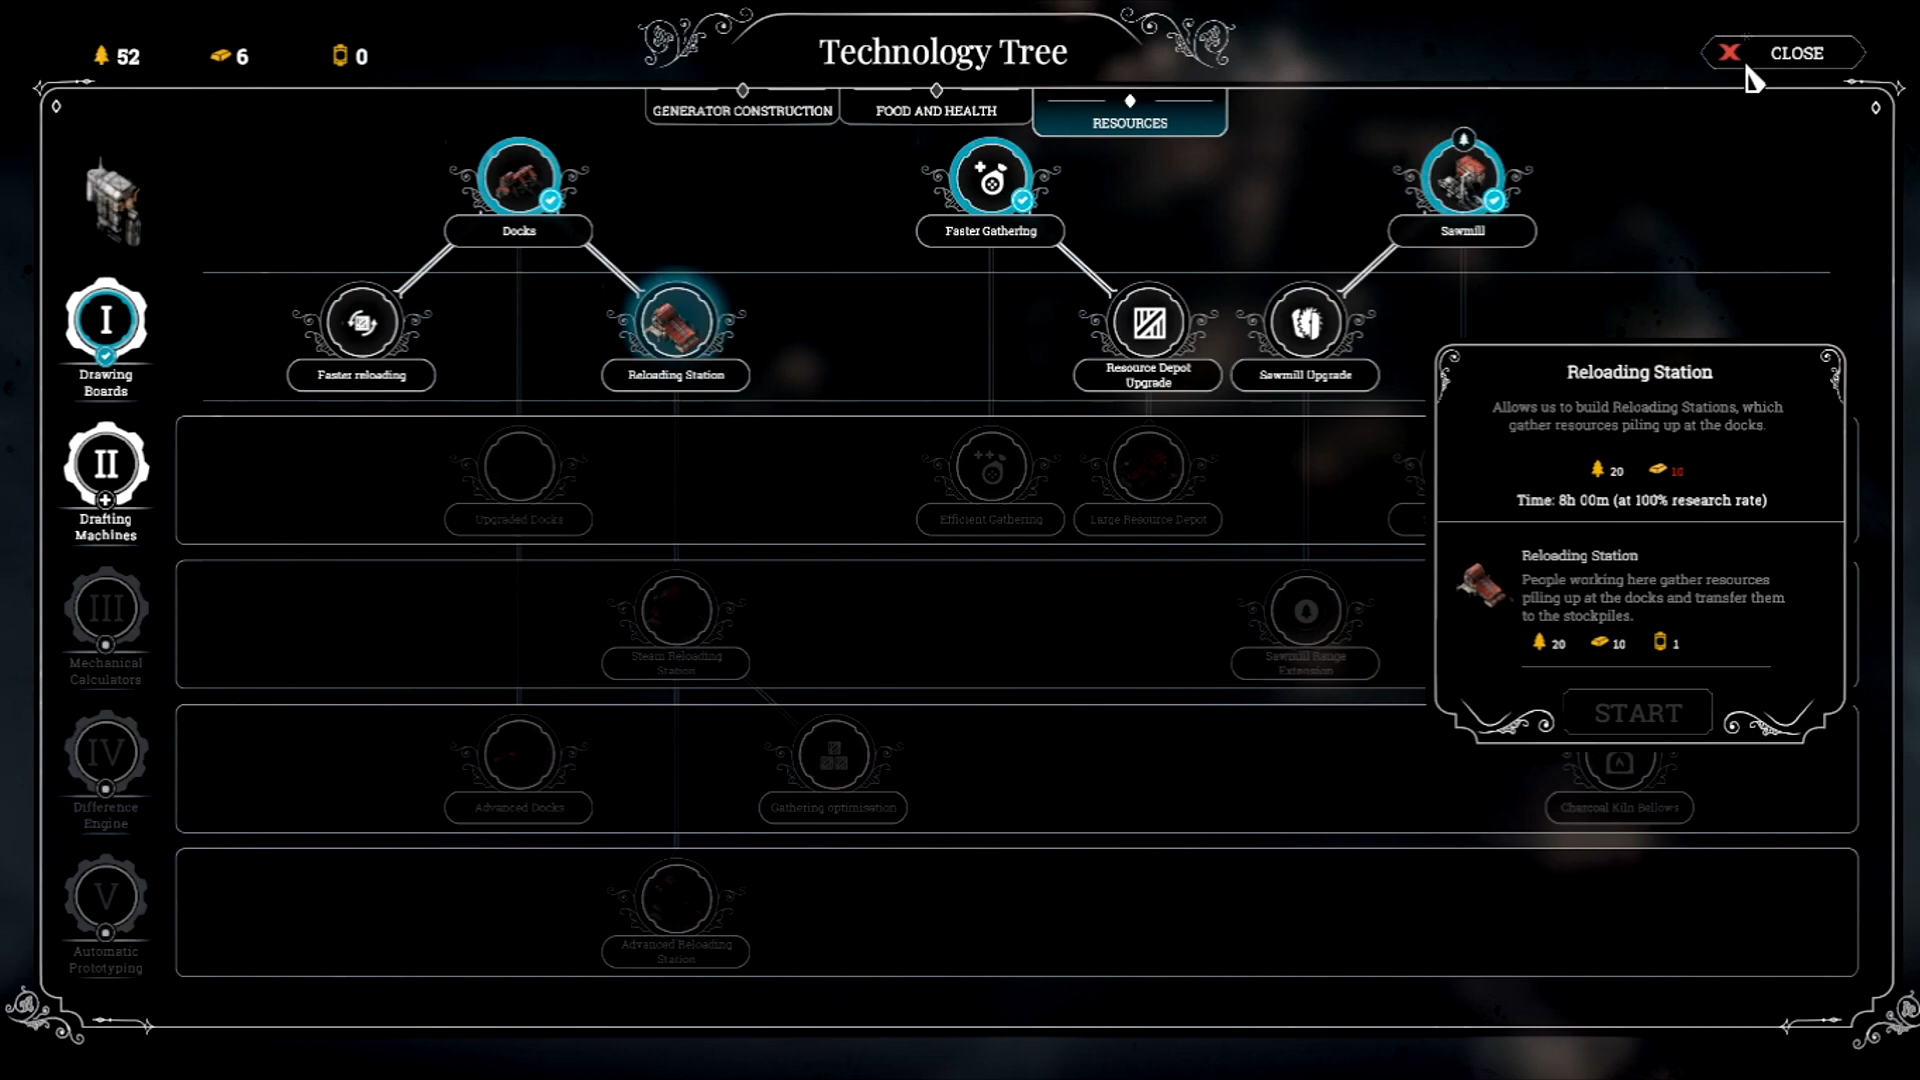 52
6
0
Technology Tree
CLOSE
GENERATOR CONSTRUCTION
FOOD AND HEALTH
RESOURCES
Docks
Faster Gathering
Sawmill
I
Drawing
Boards
Faster reloading
Reloading Station
Resource Depot
Upgrade
Sawmill Upgrade
II
Drafting
Machines
Upgraded Docks
Efficient Gathering
Large Resource Depot
III
Mechanical
Calculators
Steam Reloading
Station
Sawmill Range
Extension
IV
Difference
Engine
Advanced Docks
Gathering optimisation
Charcoal Kiln Bellows
V
Automatic
Prototyping
Advanced Reloading
Station
Reloading Station
Allows us to build Reloading Stations, which
gather resources piling up at the docks.
20 10
Time: 8h 00m (at 100% research rate)
Reloading Station
People working here gather resources
piling up at the docks and transfer them
to the stockpiles.
20 10 1
START